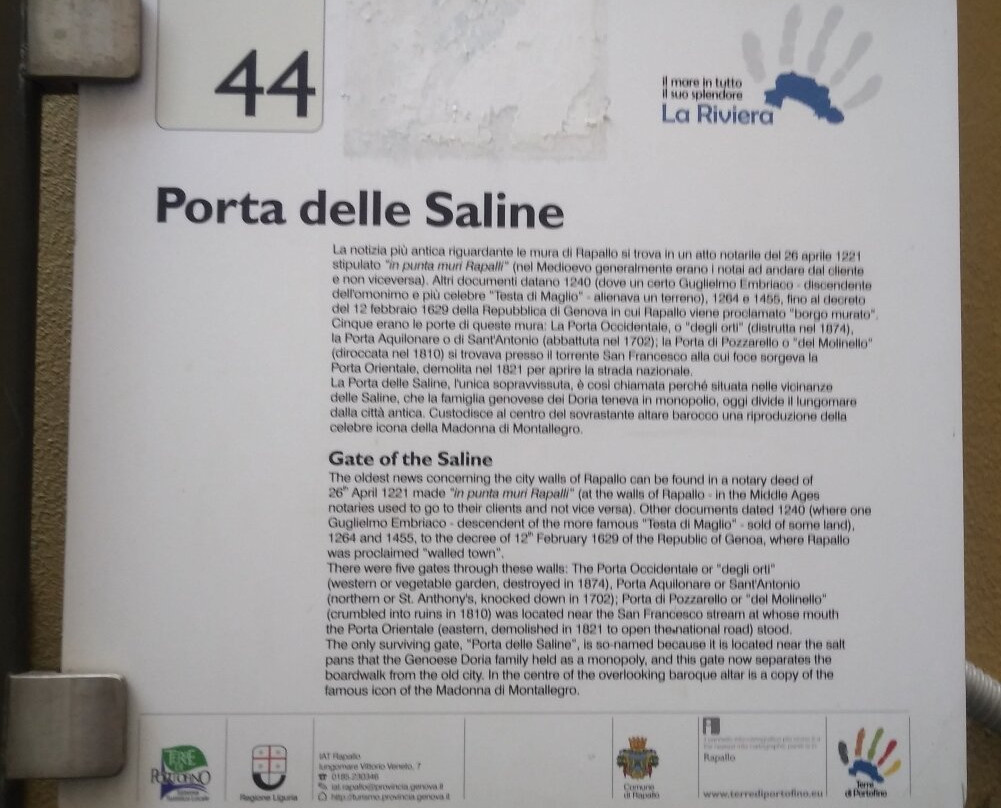 44
il mare in tutto
il suo splendore
La Riviera
Porta delle Saline
La notizia più antica riguardante le mura di Rapallo si trova in un atto notarile del 26 aprile 1221
stipulato "in punta muri Rapalli" (nel Medioevo generalmente erano i notai ad andare dal cliente
e non viceversa). Altri documenti datano 1240 (dove un certo Guglielmo Embriaco - discendente
dell'omonimo e più celebre "Testa di Maglio" - alienava un terreno), 1264 e 1455, fino al decreto
del 12 febbraio 1629 della Repubblica di Genova in cui Rapallo viene proclamato "borgo murato".
Cinque erano le porte di queste mura: La Porta Occidentale, o "degli orti" (distrutta nel 1874),
la Porta Aquilonare o di Sant'Antonio (abbattuta nel 1702); la Porta di Pozzarello o "del Molinello"
(diroccata nel 1810) si trovava presso il torrente San Francesco alla cui foce sorgeva la
Porta Orientale, demolita nel 1821 per aprire la strada nazionale.
La Porta delle Saline, l'unica sopravvissuta, è così chiamata perché situata nelle vicinanze
delle Saline, che la famiglia genovese dei Doria teneva in monopolio, oggi divide il lungomare
dalla città antica. Custodisce al centro del sovrastante altare barocco una riproduzione della
celebre icona della Madonna di Montallegro.
Gate of the Saline
The oldest news concerning the city walls of Rapallo can be found in a notary deed of
26th April 1221 made "in punta muri Rapalli" (at the walls of Rapallo - in the Middle Ages
notaries used to go to their clients and not vice versa). Other documents dated 1240 (where one
Guglielmo Embriaco - descendent of the more famous "Testa di Maglio" - sold of some land),
1264 and 1455, to the decree of 12th February 1629 of the Republic of Genoa, where Rapallo
was proclaimed "walled town".
There were five gates through these walls: The Porta Occidentale or "degli orti"
(western or vegetable garden, destroyed in 1874), Porta Aquilonare or Sant'Antonio
(northern or St. Anthony's, knocked down in 1702); Porta di Pozzarello or "del Molinello"
(crumbled into ruins in 1810) was located near the San Francesco stream at whose mouth
the Porta Orientale (eastern, demolished in 1821 to open the national road) stood.
The only surviving gate, "Porta delle Saline", is so-named because it is located near the salt
pans that the Genoese Doria family held as a monopoly, and this gate now separates the
boardwalk from the old city. In the centre of the overlooking baroque altar is a copy of the
famous icon of the Madonna di Montallegro.
TERRE
PORTOFINO
Regione Liguria
IAT Rapallo
lungomare Vittorio Veneto, 7
0185.230346
iat.rapallo@provincia.genova.it
http://turismo.provincia.genova.it
Comune
di Rapallo
Rapallo
www.terrediportofino.eu
Terre
di Portofino